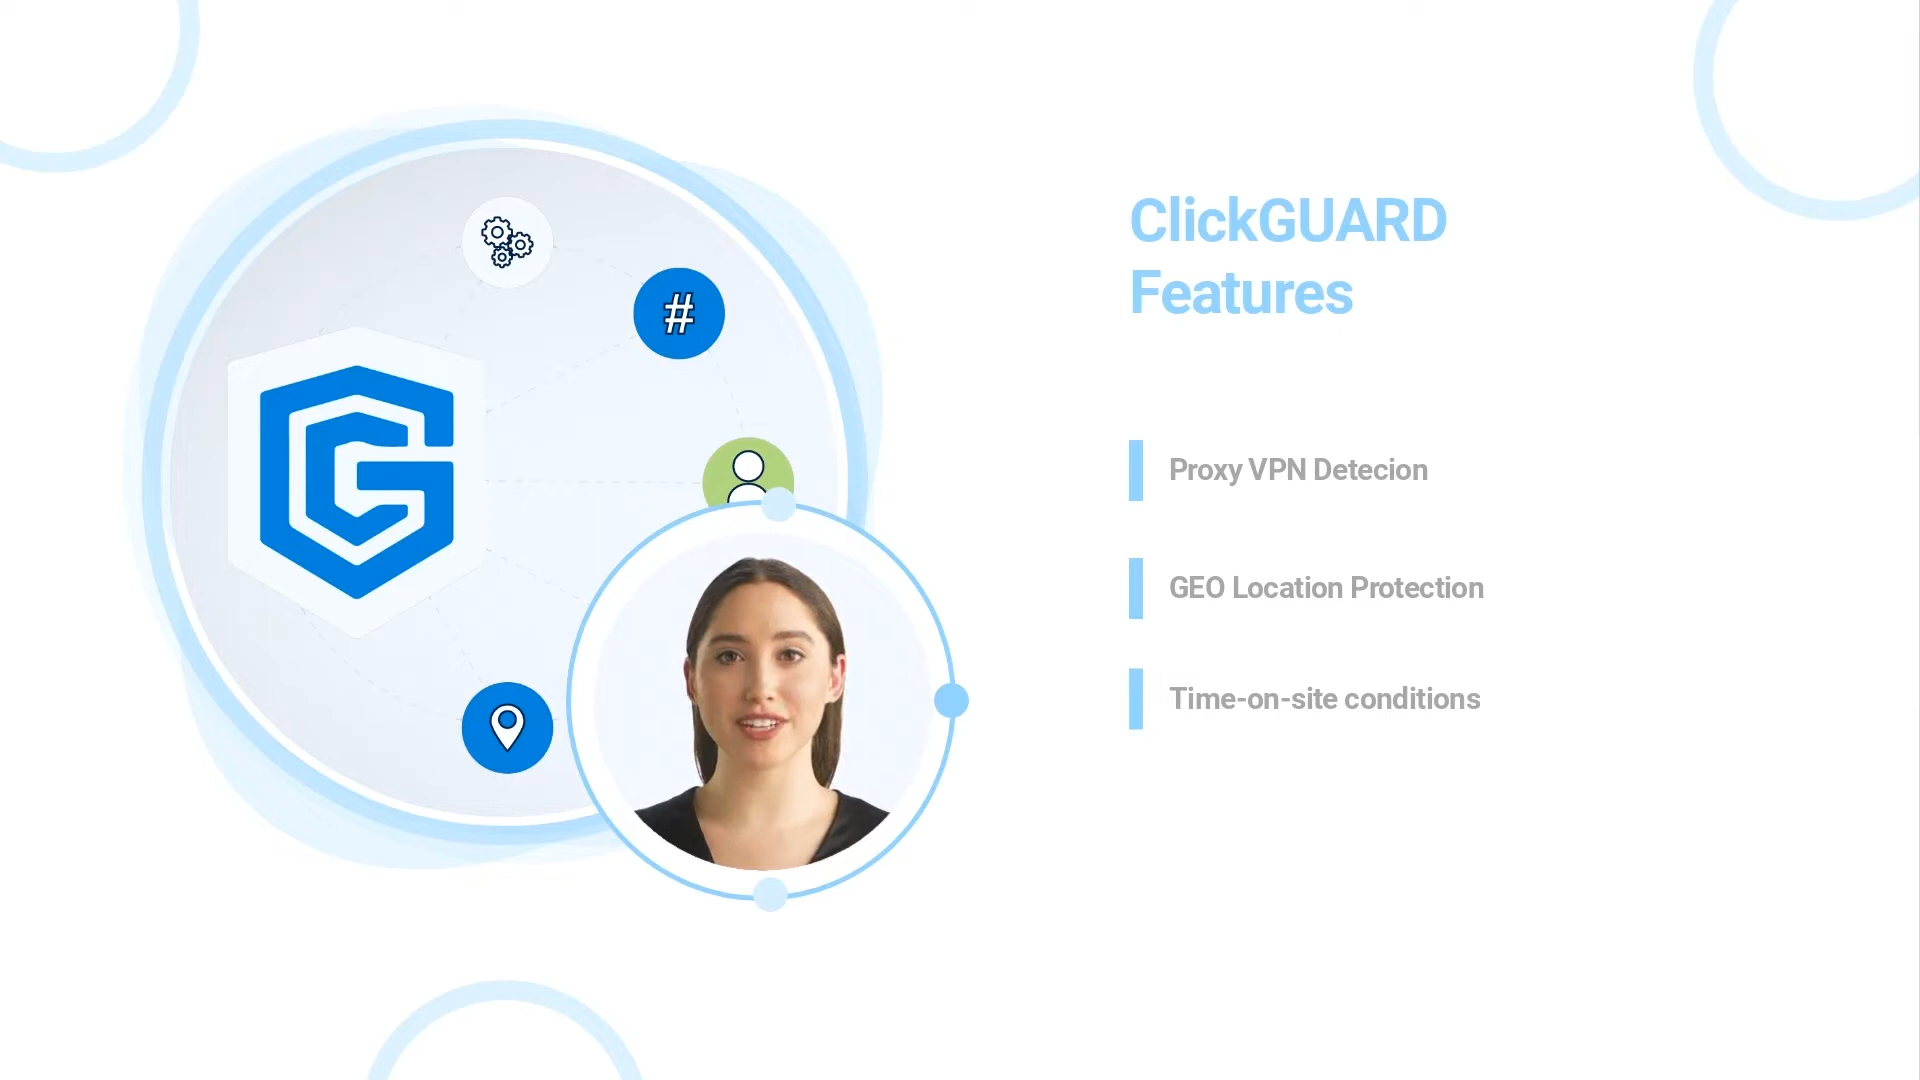 ClickGUARD
Features
#
Proxy VPN Detecion
GEO Location Protection
Time-on-site conditions